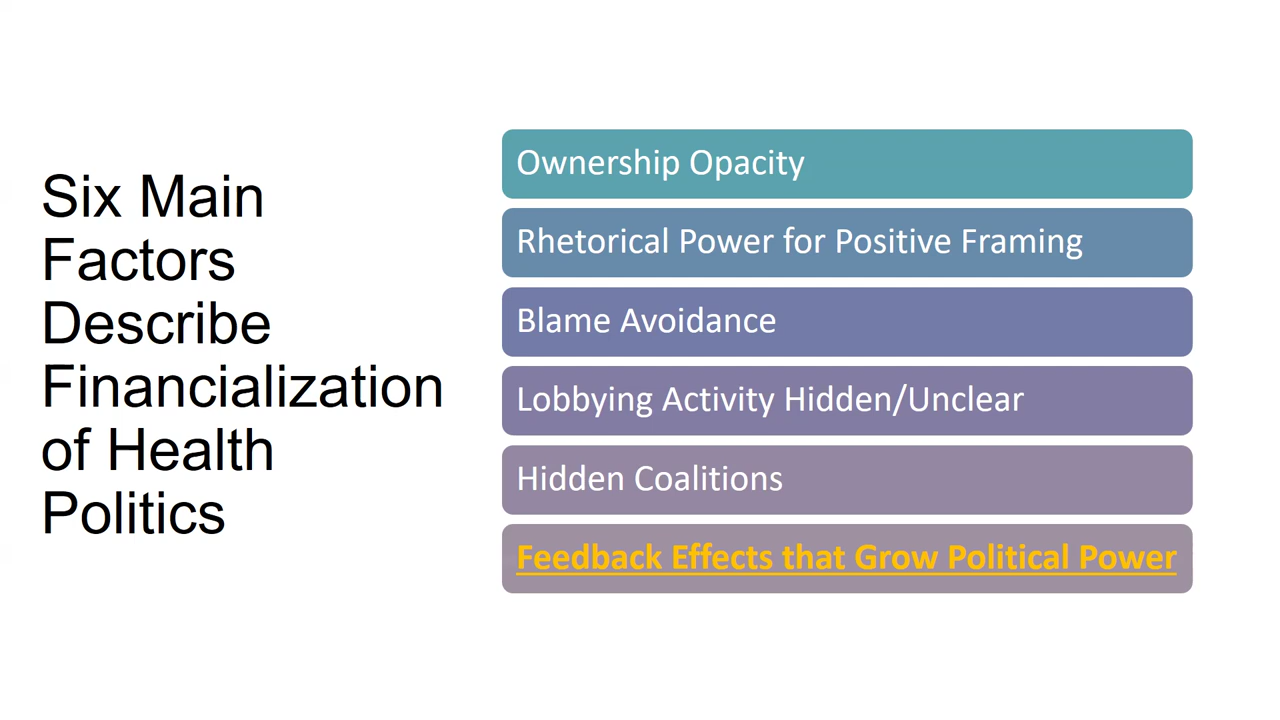 Six Main
Factors
Describe
Financialization
of Health
Politics
Ownership Opacity
Rhetorical Power for Positive Framing
Blame Avoidance
Lobbying Activity Hidden/Unclear
Hidden Coalitions
Feedback Effects that Grow Political Power